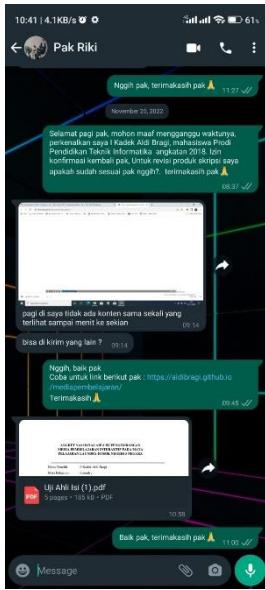 10:41 | 4.1KB/s
61%
Pak Riki
Nggih pak, terimakasih pak 🙏
11:27
November 25, 2022
Selamat pagi pak, mohon maaf mengganggu waktunya,
perkenalkan saya I Kadek Aldi Bragi, mahasiswa Prodi
Pendidikan Teknik Informatika angkatan 2018. Izin
konfirmasi kembali pak, Untuk revisi produk skripsi saya
apakah sudah sesuai pak nggih?. terimakasih pak 🙏
08:37
pagi di saya tidak ada konten sama sekali yang
terlihat sampai menit ke sekian
09:14
bisa di kirim yang lain ?
09:14
Nggih, baik pak
Coba untuk link berikut pak : https://aldibragi.github.io
/mediapembelajaran/
Terimakasih 🙏
09:45
Uji Ahli Isi (1).pdf
PDF
5 pages • 185 kB • PDF
10:58
Baik pak, terimakasih pak 🙏
11:00
Message